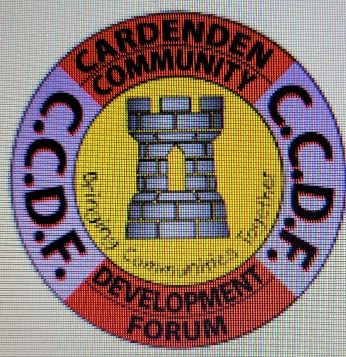 CARDENDEN
COMMUNITY
C.C.D.F.
C.C.D.F.
Bringing Communities Together
DEVELOPMENT
FORUM